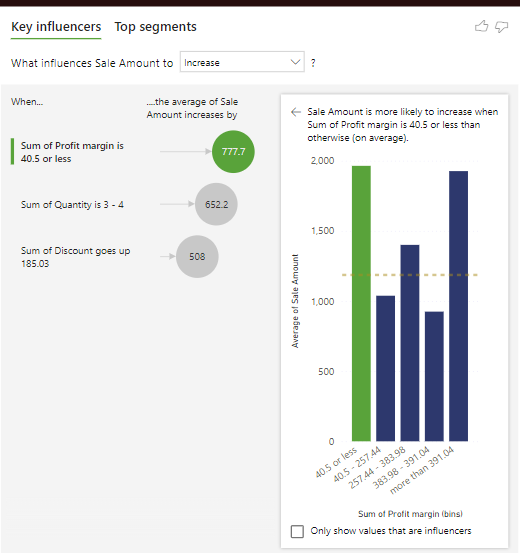 Key influencers Top segments
What influences Sale Amount to Increase ?
When...
....the average of Sale
Amount increases by
Sum of Profit margin is
40.5 or less
777.7
Sum of Quantity is 3 - 4
652.2
Sum of Discount goes up
185.03
508
Sale Amount is more likely to increase when
Sum of Profit margin is 40.5 or less than
otherwise (on average).
2,000
1,500
1,000
500
0
Average of Sale Amount
40.5 or less
40.5 - 257.44
257.44 - 383.98
383.98 - 391.04
more than 391.04
Sum of Profit margin (bins)
Only show values that are influencers